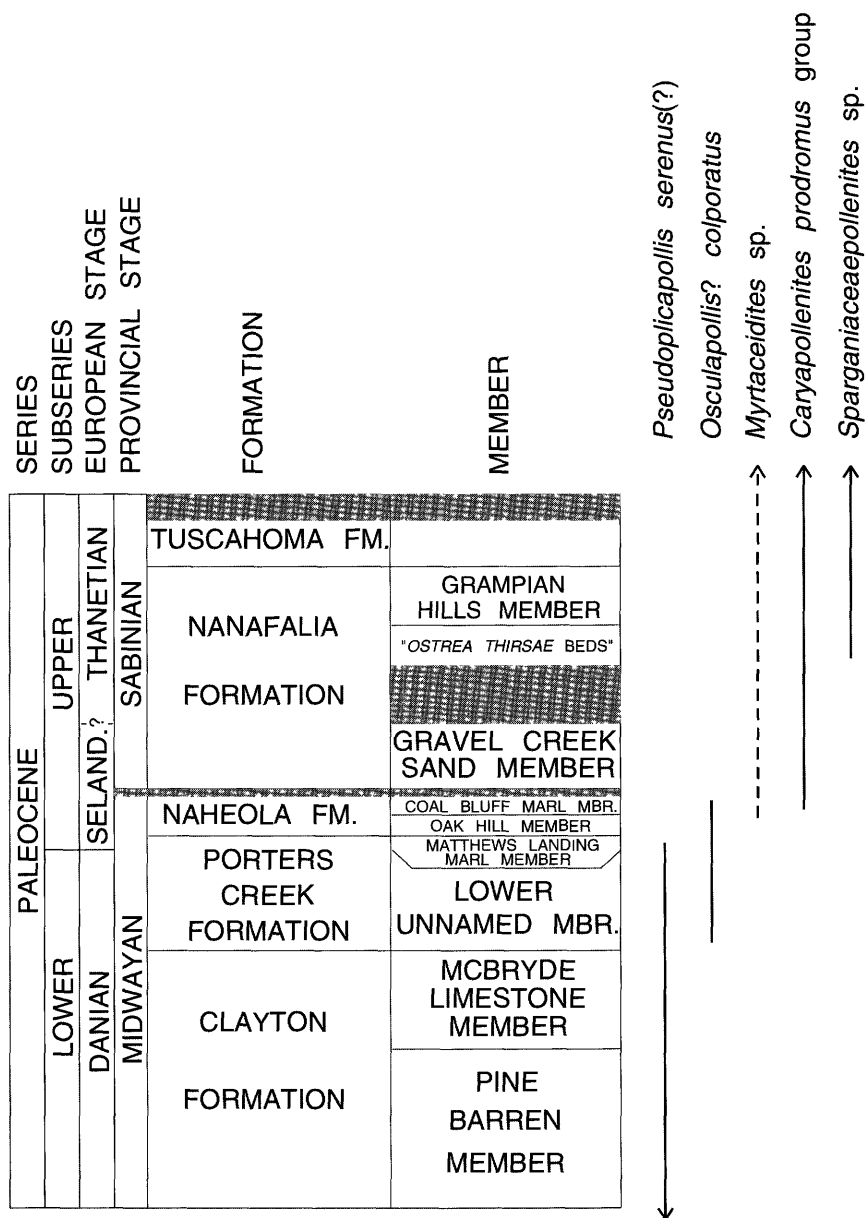 SERIES
SUBSERIES
EUROPEAN STAGE
PROVINCIAL STAGE
FORMATION
MEMBER
Pseudoplicapollis serenus(?)
Osculapollis? colporatus
Myrtaceidites sp.
Caryapollenites prodromus group
Sparganiaceaepollenites sp.
PALEOCENE
UPPER
LOWER
THANETIAN
SELAND.?
DANIAN
SABINIAN
MIDWAYAN
TUSCAHOMA FM.
NANAFALIA
FORMATION
NAHEOLA FM.
PORTERS
CREEK
FORMATION
CLAYTON
FORMATION
GRAMPIAN
HILLS MEMBER
"OSTREA THIRSAE BEDS"
GRAVEL CREEK
SAND MEMBER
COAL BLUFF MARL MBR.
OAK HILL MEMBER
MATTHEWS LANDING
MARL MEMBER
LOWER
UNNAMED MBR.
MCBRYDE
LIMESTONE
MEMBER
PINE
BARREN
MEMBER